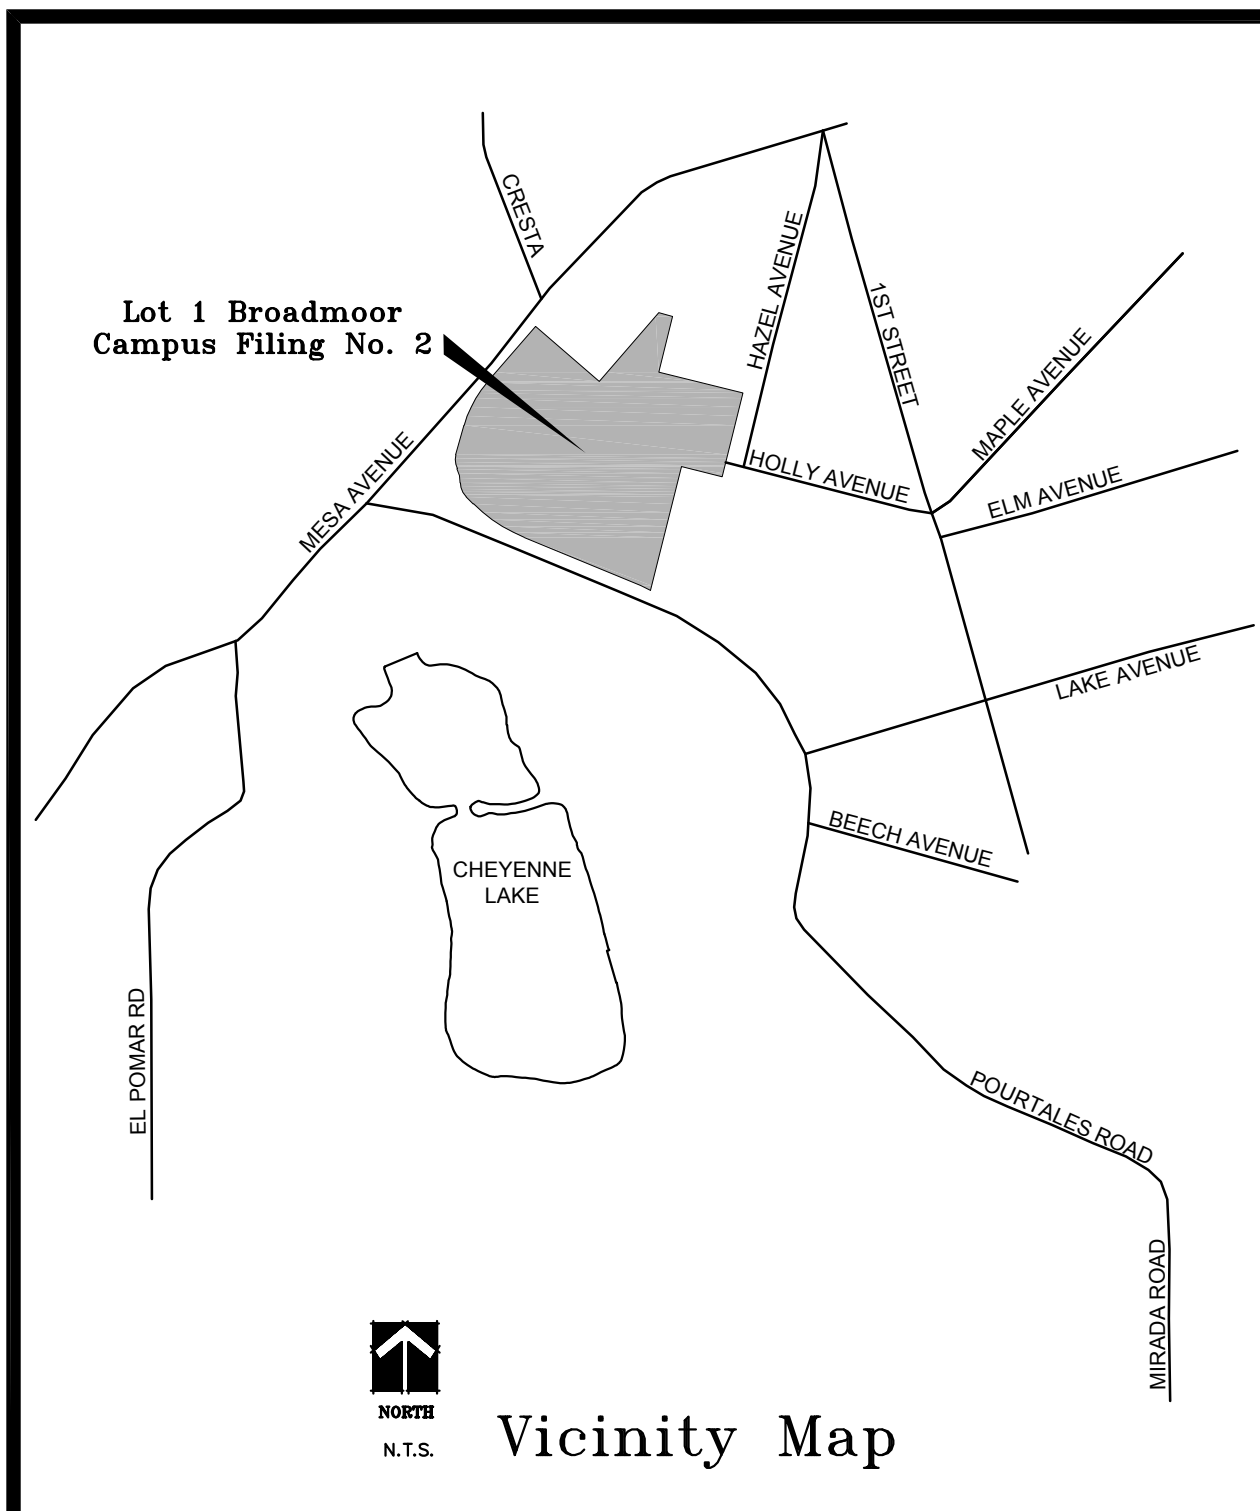 CRESTA
Lot 1 Broadmoor
Campus Filing No. 2
HAZEL AVENUE
1ST STREET
MAPLE AVENUE
MESA AVENUE
HOLLY AVENUE
ELM AVENUE
LAKE AVENUE
BEECH AVENUE
CHEYENNE
LAKE
EL POMAR RD
POURTALES ROAD
MIRADA ROAD
NORTH
N.T.S.
Vicinity Map